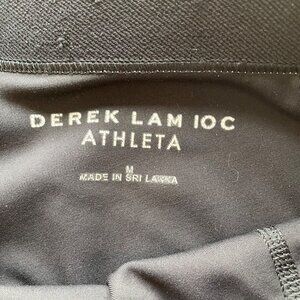 DEREK LAM 10C
ATHLETA
M
MADE IN SRI LANKA